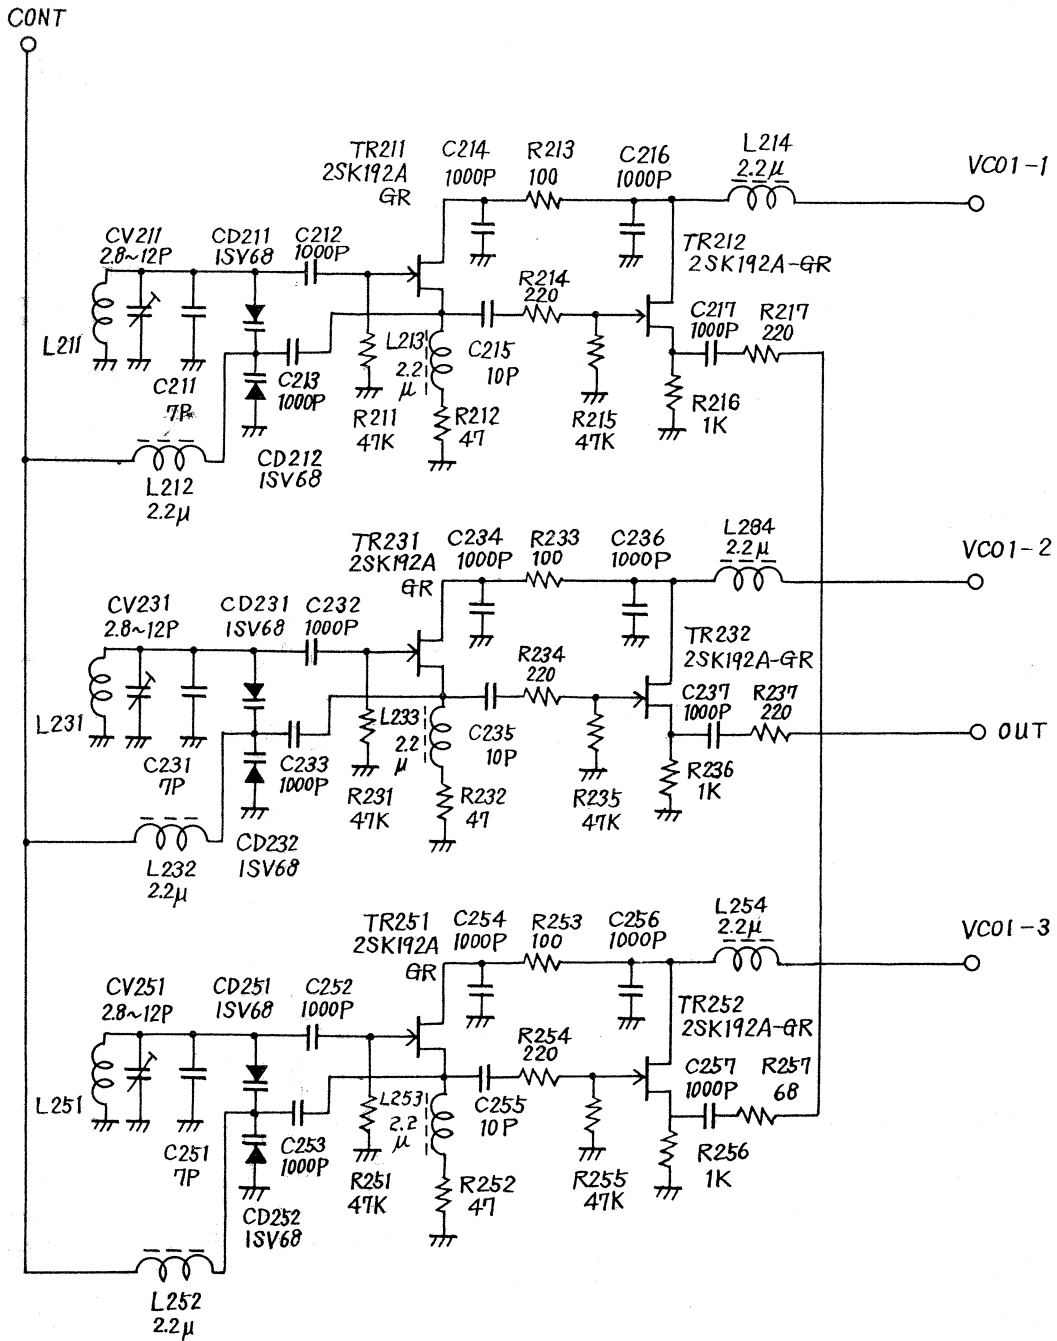 CONT
TR211
2SK192A
GR
C214
1000P
R213
100
C216
1000P
L214
2.2μ
VCO1-1
CV211
2.8~12P
CD211
1SV68
C212
1000P
TR212
2SK192A-GR
L211
C211
7P
C213
1000P
L213
2.2
μ
C215
10P
R214
220
C217
1000P
R217
220
R211
47K
R212
47
R215
47K
R216
1K
CD212
1SV68
L212
2.2μ
TR231
2SK192A
GR
C234
1000P
R233
100
C236
1000P
L284
2.2μ
VCO1-2
CV231
2.8~12P
CD231
1SV68
C232
1000P
TR232
2SK192A-GR
L231
C231
7P
C233
1000P
L233
2.2
μ
C235
10P
R234
220
C237
1000P
R237
220
OUT
R231
47K
R232
47
R235
47K
R236
1K
CD232
1SV68
L232
2.2μ
TR251
2SK192A
GR
C254
1000P
R253
100
C256
1000P
L254
2.2μ
VCO1-3
CV251
2.8~12P
CD251
1SV68
C252
1000P
TR252
2SK192A-GR
L251
C251
7P
C253
1000P
L253
2.2
μ
C255
10P
R254
220
C257
1000P
R257
68
R251
47K
R252
47
R255
47K
R256
1K
CD252
1SV68
L252
2.2μ